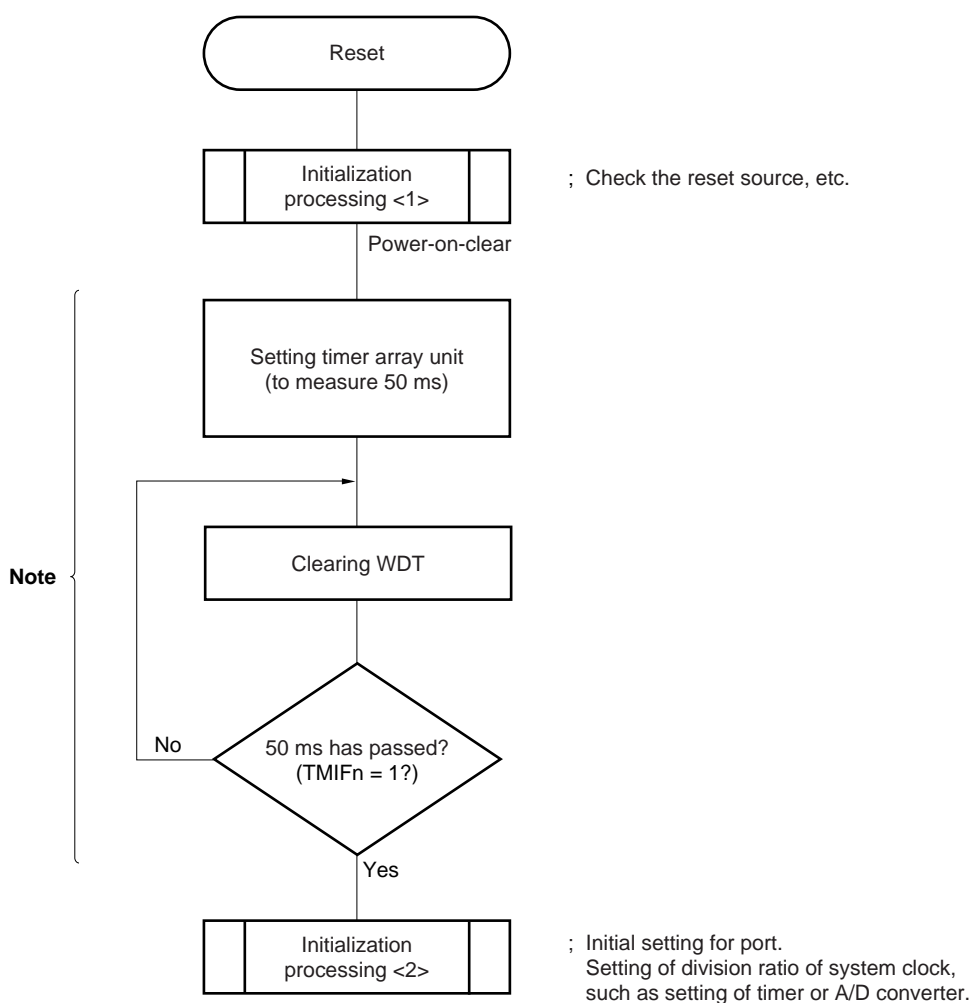 Reset
Initialization
processing <1>
; Check the reset source, etc.
Power-on-clear
Setting timer array unit
(to measure 50 ms)
Note
Clearing WDT
No
50 ms has passed?
(TMIFn = 1?)
Yes
Initialization
processing <2>
; Initial setting for port.
Setting of division ratio of system clock,
such as setting of timer or A/D converter.